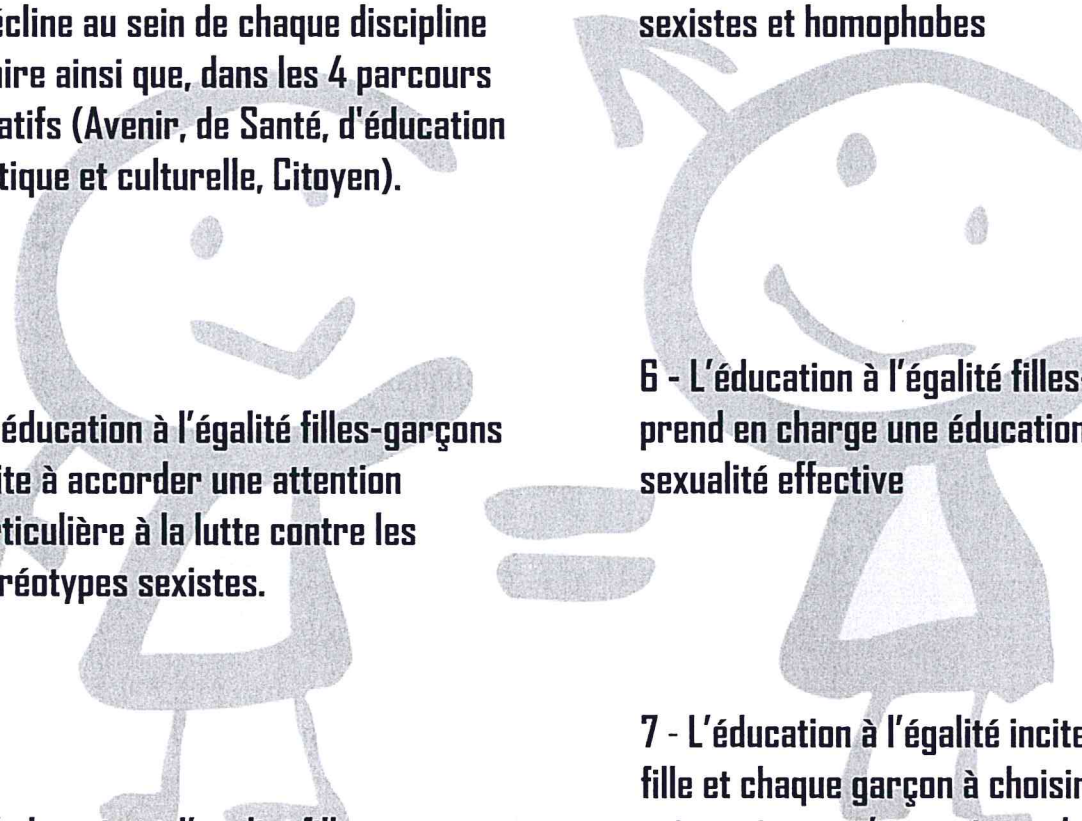 écline au sein de chaque discipline
aire ainsi que, dans les 4 parcours
atifs (Avenir, de Santé, d'éducation
tique et culturelle, Citoyen).
éducation à l'égalité filles-garçons
ite à accorder une attention
rticulière à la lutte contre les
réotypes sexistes.
sexistes et homophobes
6 - L'éducation à l'égalité filles-
prend en charge une éducation
sexualité effective
7 - L'éducation à l'égalité incite
fille et chaque garçon à choisir